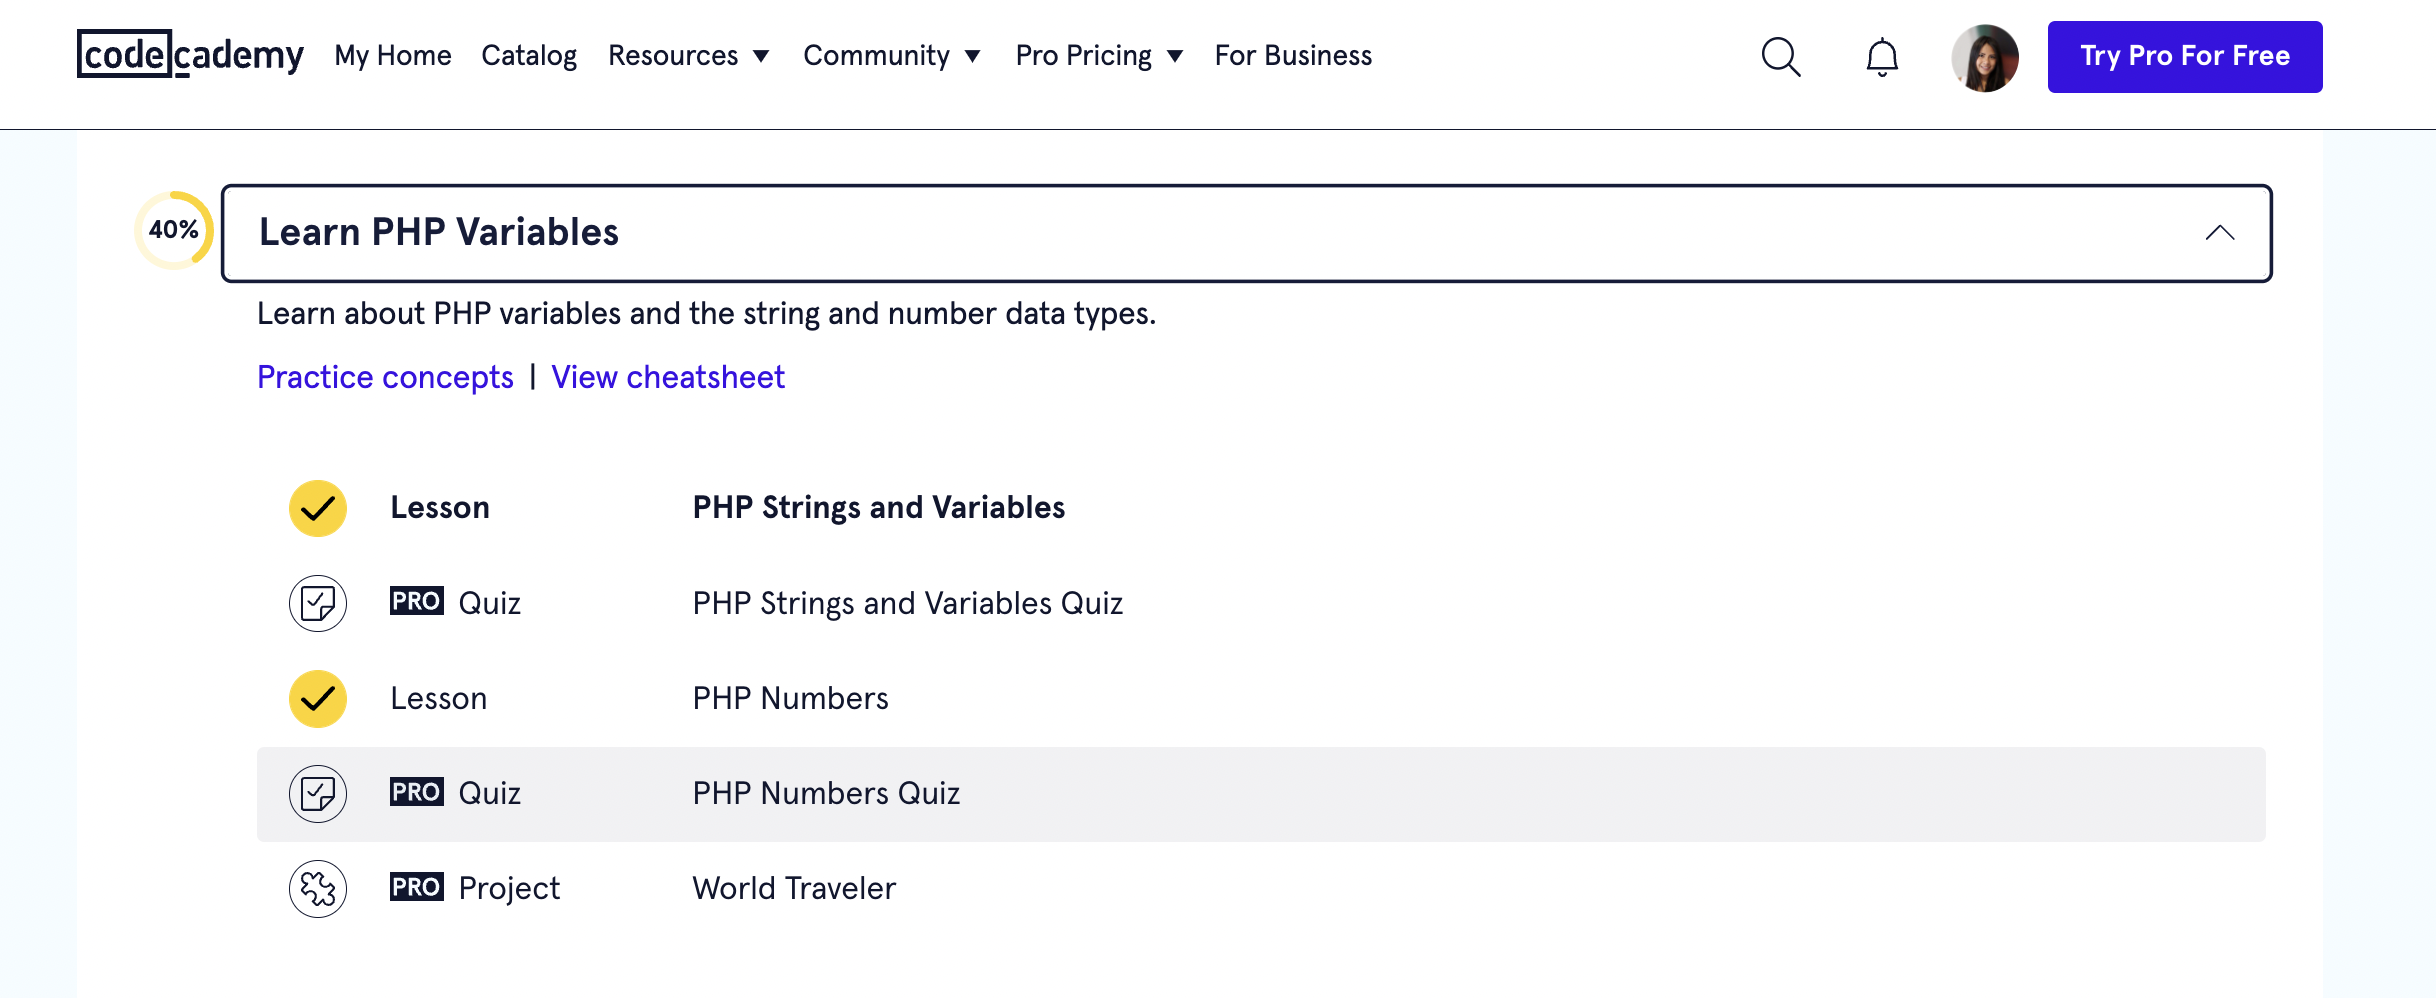 codecademy My Home Catalog Resources Community Pro Pricing For Business Try Pro For Free
40% Learn PHP Variables
Learn about PHP variables and the string and number data types.
Practice concepts | View cheatsheet
Lesson PHP Strings and Variables
PRO Quiz PHP Strings and Variables Quiz
Lesson PHP Numbers
PRO Quiz PHP Numbers Quiz
PRO Project World Traveler